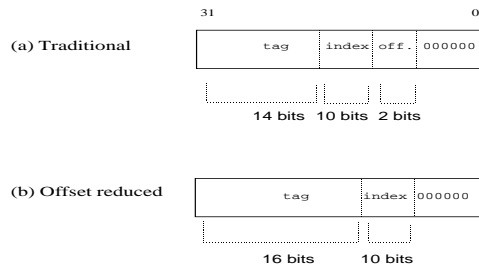 31 0
(a) Traditional
tag index off. 000000
14 bits 10 bits 2 bits
(b) Offset reduced
tag index 000000
16 bits 10 bits